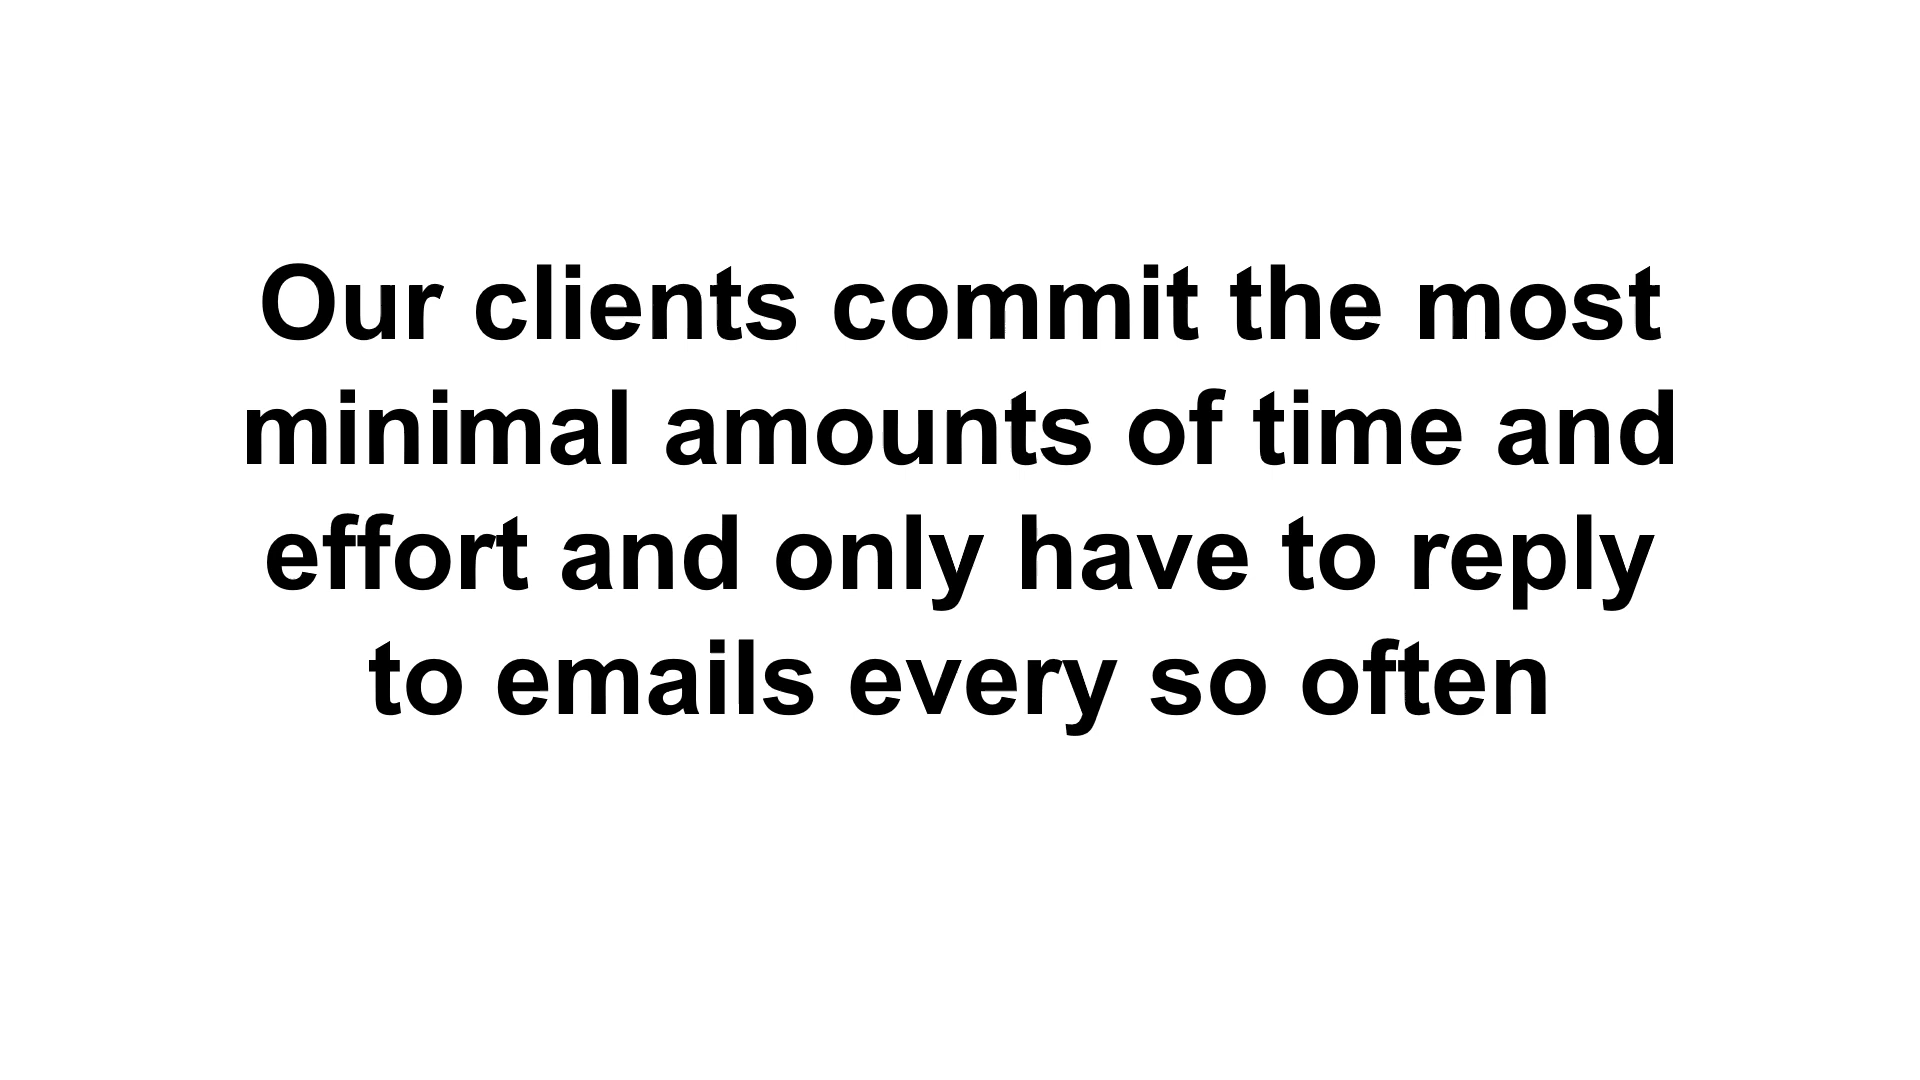 Our clients commit the most
minimal amounts of time and
effort and only have to reply
to emails every so often